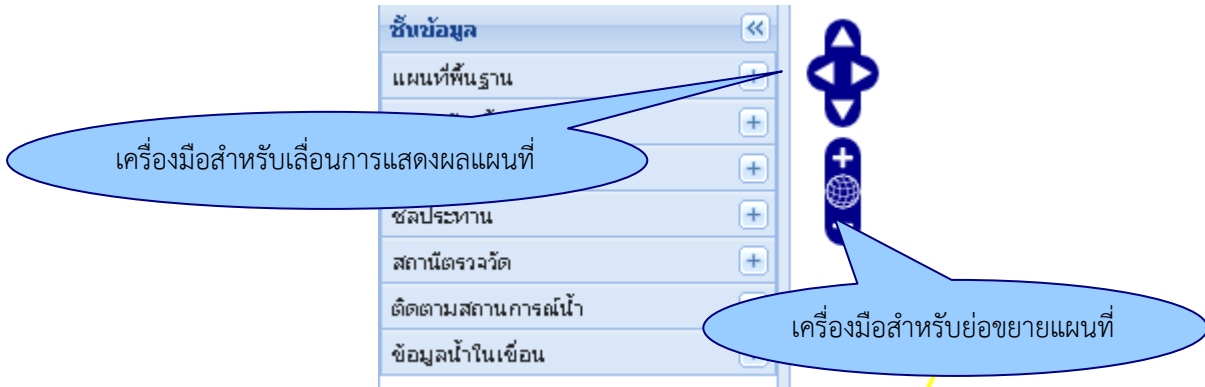 ชั้นข้อมูล
แผนที่พื้นฐาน
เครื่องมือสำหรับเลื่อนการแสดงผลแผนที่
ชลประทาน
สถานีตรวจวัด
ติดตามสถานการณ์น้ำ
เครื่องมือสำหรับย่อขยายแผนที่
ข้อมูลน้ำในเขื่อน